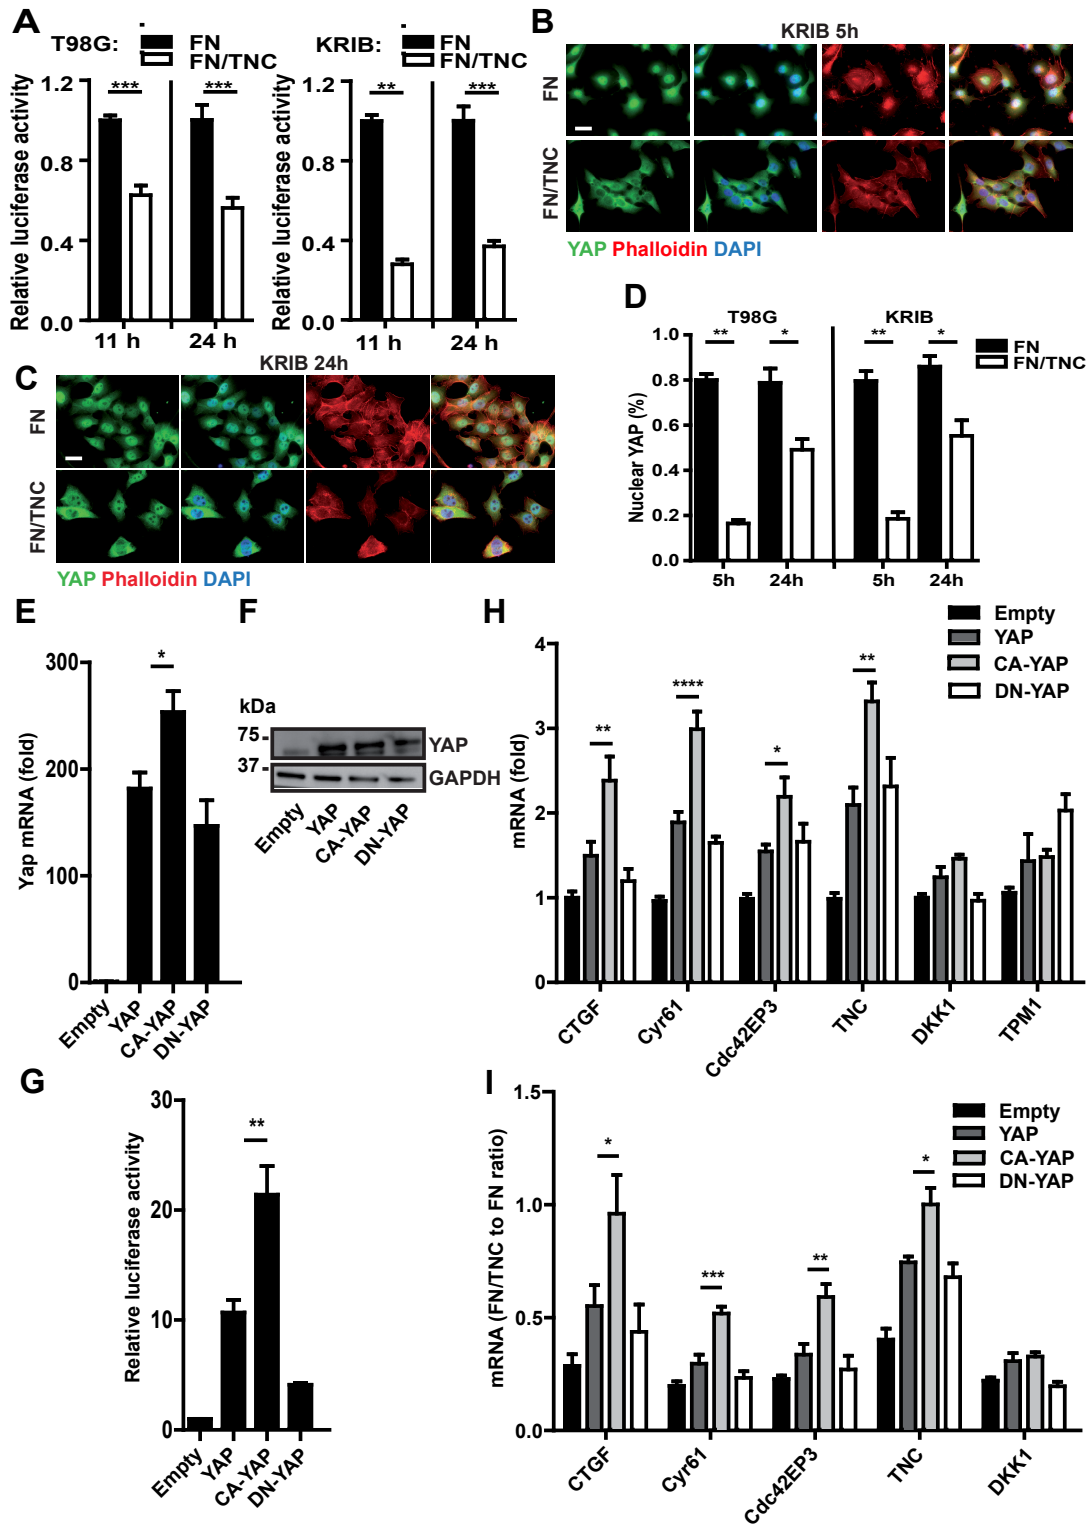 A
T98G:
FN
FN/TNC
KRIB:
FN
FN/TNC
Relative luciferase activity
1.2
0.8
0.4
0.0
***
***
11 h
24 h
Relative luciferase activity
1.2
0.8
0.4
0.0
**
***
11 h
24 h
B
KRIB 5h
FN
FN/TNC
YAP Phalloidin DAPI
C
KRIB 24h
FN
FN/TNC
YAP Phalloidin DAPI
D
T98G
KRIB
FN
FN/TNC
Nuclear YAP (%)
1.0
0.8
0.6
0.4
0.2
0.0
**
*
**
*
5h
24h
5h
24h
E
Yap mRNA (fold)
300
200
100
0
*
Empty
YAP
CA-YAP
DN-YAP
F
kDa
75
37
YAP
GAPDH
Empty
YAP
CA-YAP
DN-YAP
G
Relative luciferase activity
30
20
10
0
**
Empty
YAP
CA-YAP
DN-YAP
H
Empty
YAP
CA-YAP
DN-YAP
mRNA (fold)
4
3
2
1
0
**
****
*
**
CTGF
Cyr61
Cdc42EP3
TNC
DKK1
TPM1
I
Empty
YAP
CA-YAP
DN-YAP
mRNA (FN/TNC to FN ratio)
1.5
1.0
0.5
0.0
*
***
**
*
CTGF
Cyr61
Cdc42EP3
TNC
DKK1